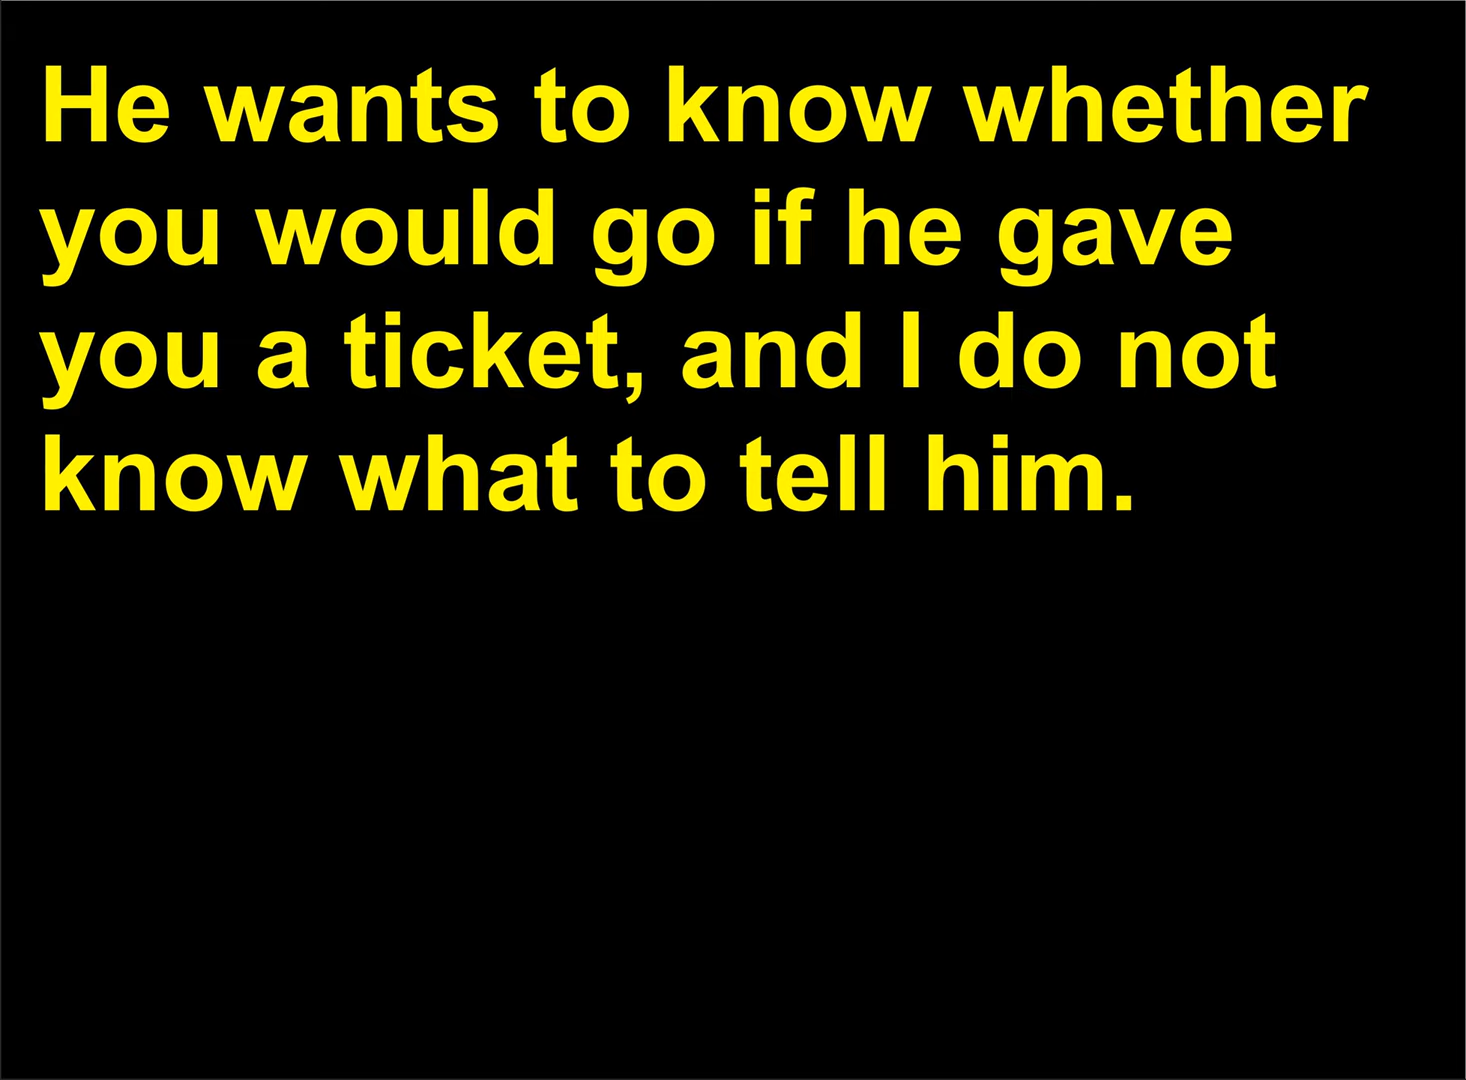 He wants to know whether
you would go if he gave
you a ticket, and I do not
know what to tell him.